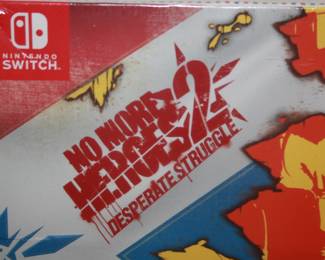 NINTENDO
SWITCH
NO MORE
HEROES 2
DESPERATE STRUGGLE